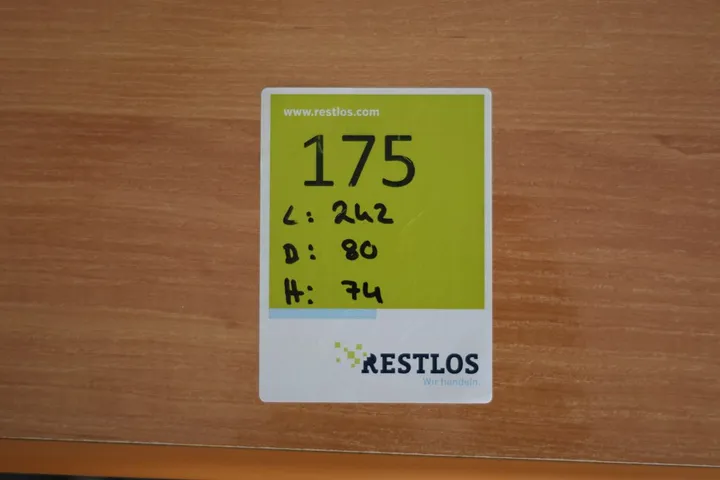 www.restlos.com
175
L: 242
D: 80
H: 74
RESTLOS
Wir handeln.